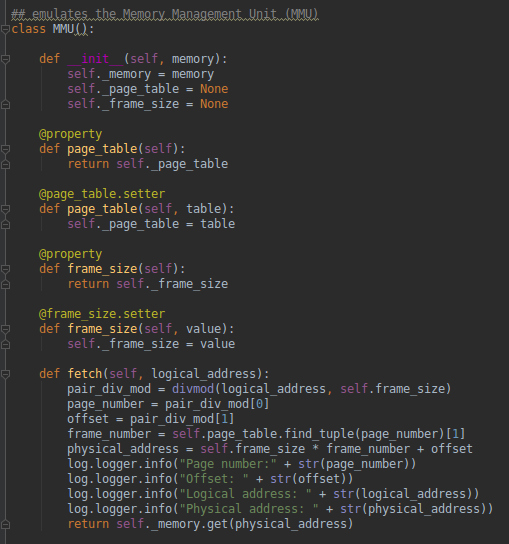 ## emulates the Memory Management Unit (MMU)
class MMU():
def __init__(self, memory):
self._memory = memory
self._page_table = None
self._frame_size = None
@property
def page_table(self):
return self._page_table
@page_table.setter
def page_table(self, table):
self._page_table = table
@property
def frame_size(self):
return self._frame_size
@frame_size.setter
def frame_size(self, value):
self._frame_size = value
def fetch(self, logical_address):
pair_div_mod = divmod(logical_address, self.frame_size)
page_number = pair_div_mod[0]
offset = pair_div_mod[1]
frame_number = self.page_table.find_tuple(page_number)[1]
physical_address = self.frame_size * frame_number + offset
log.logger.info("Page number:" + str(page_number))
log.logger.info("Offset: " + str(offset))
log.logger.info("Logical address: " + str(logical_address))
log.logger.info("Physical address: " + str(physical_address))
return self._memory.get(physical_address)